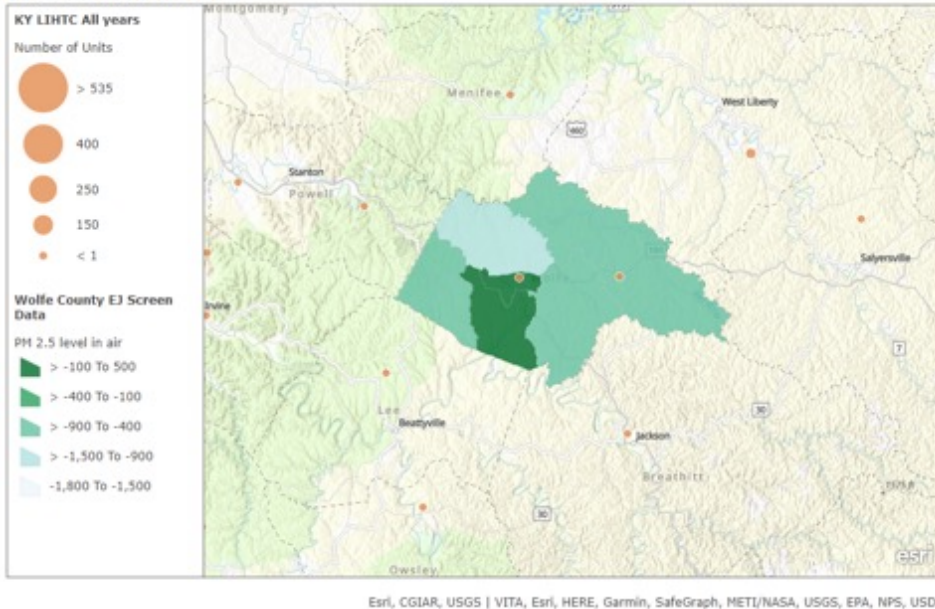 KY LIHTC All years
Number of Units
> 535
400
250
150
< 1
Wolfe County EJ Screen
Data
PM 2.5 level in air
> -100 To 500
> -400 To -100
> -900 To -400
> -1,500 To -900
-1,800 To -1,500
Montgomery
Menifee
West Liberty
460
Stanton
Powell
Salyersville
Irvine
7
Lee
Beattyville
30
Jackson
Breathitt
30
Owsley
esri
Esri, CGIAR, USGS | VITA, Esri, HERE, Garmin, SafeGraph, METI/NASA, USGS, EPA, NPS, USD